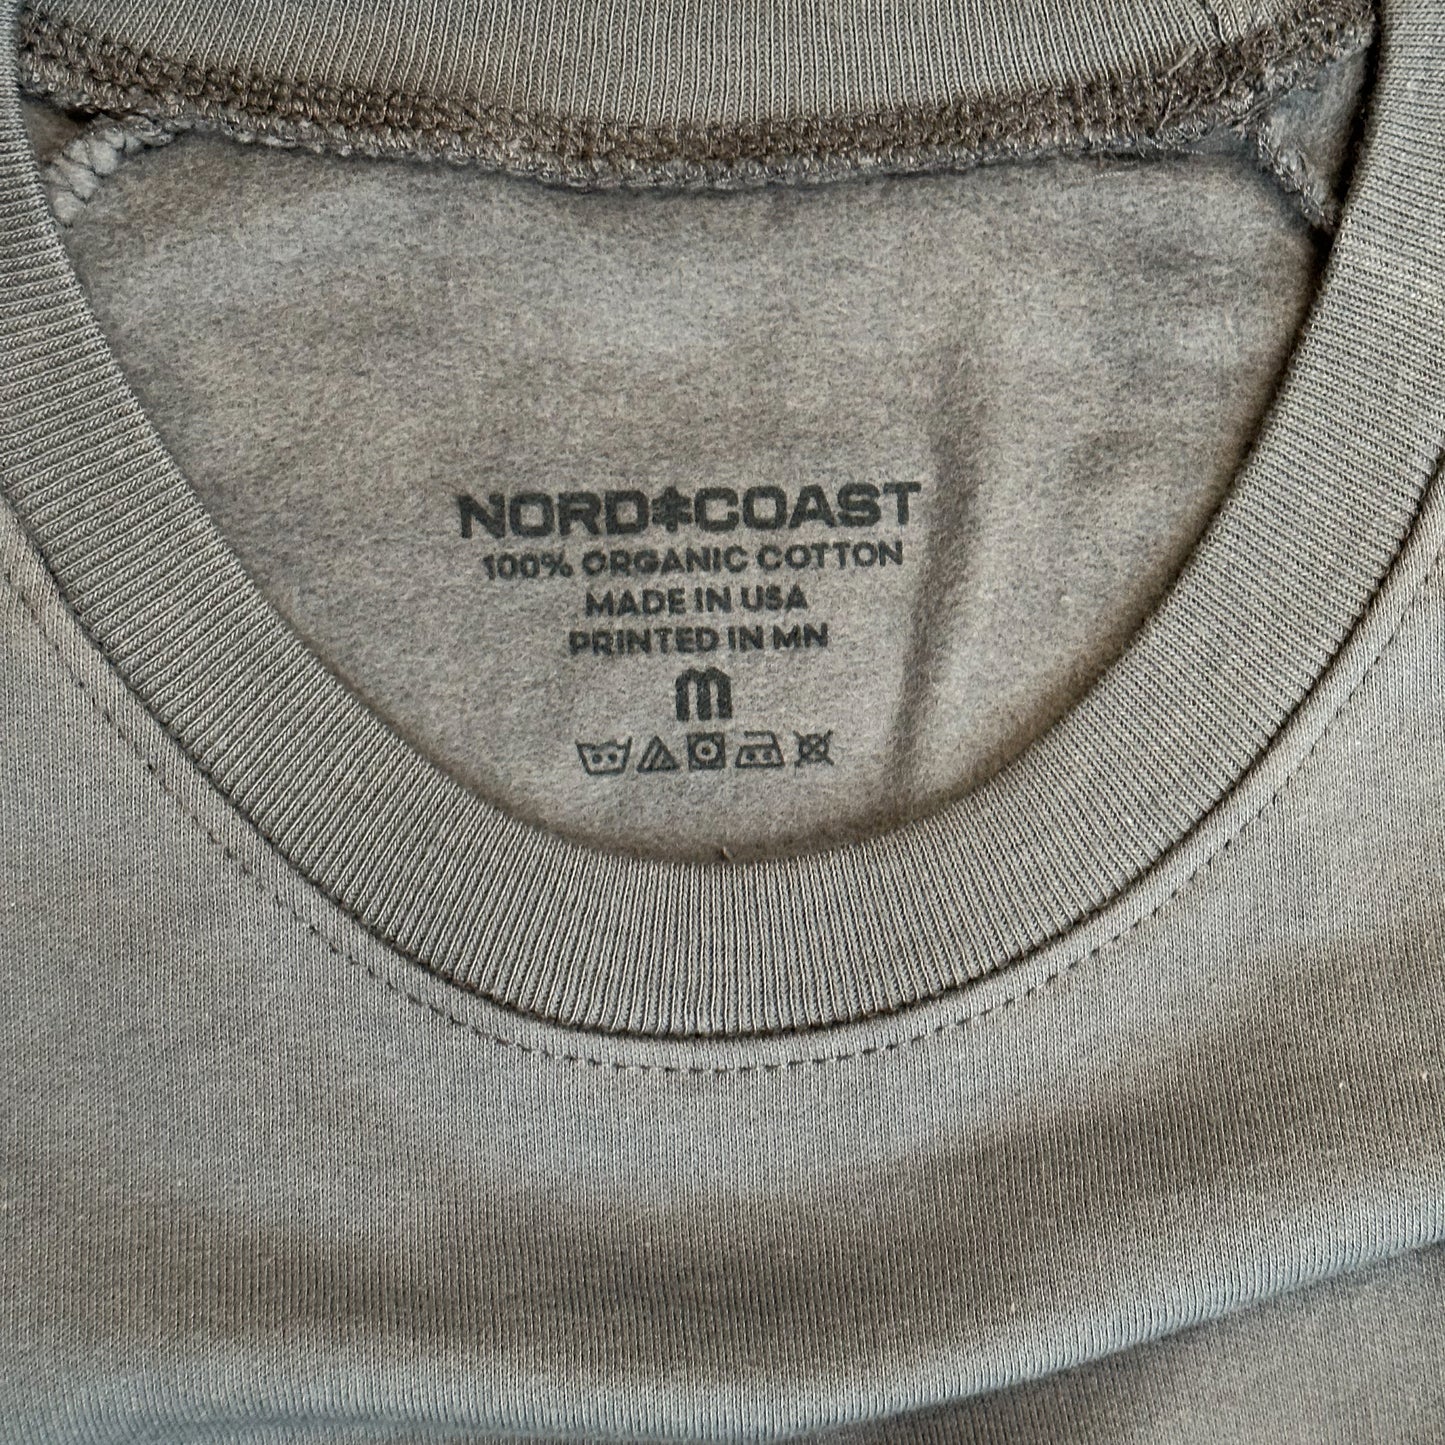 NORD COAST
100% ORGANIC COTTON
MADE IN USA
PRINTED IN MN
M